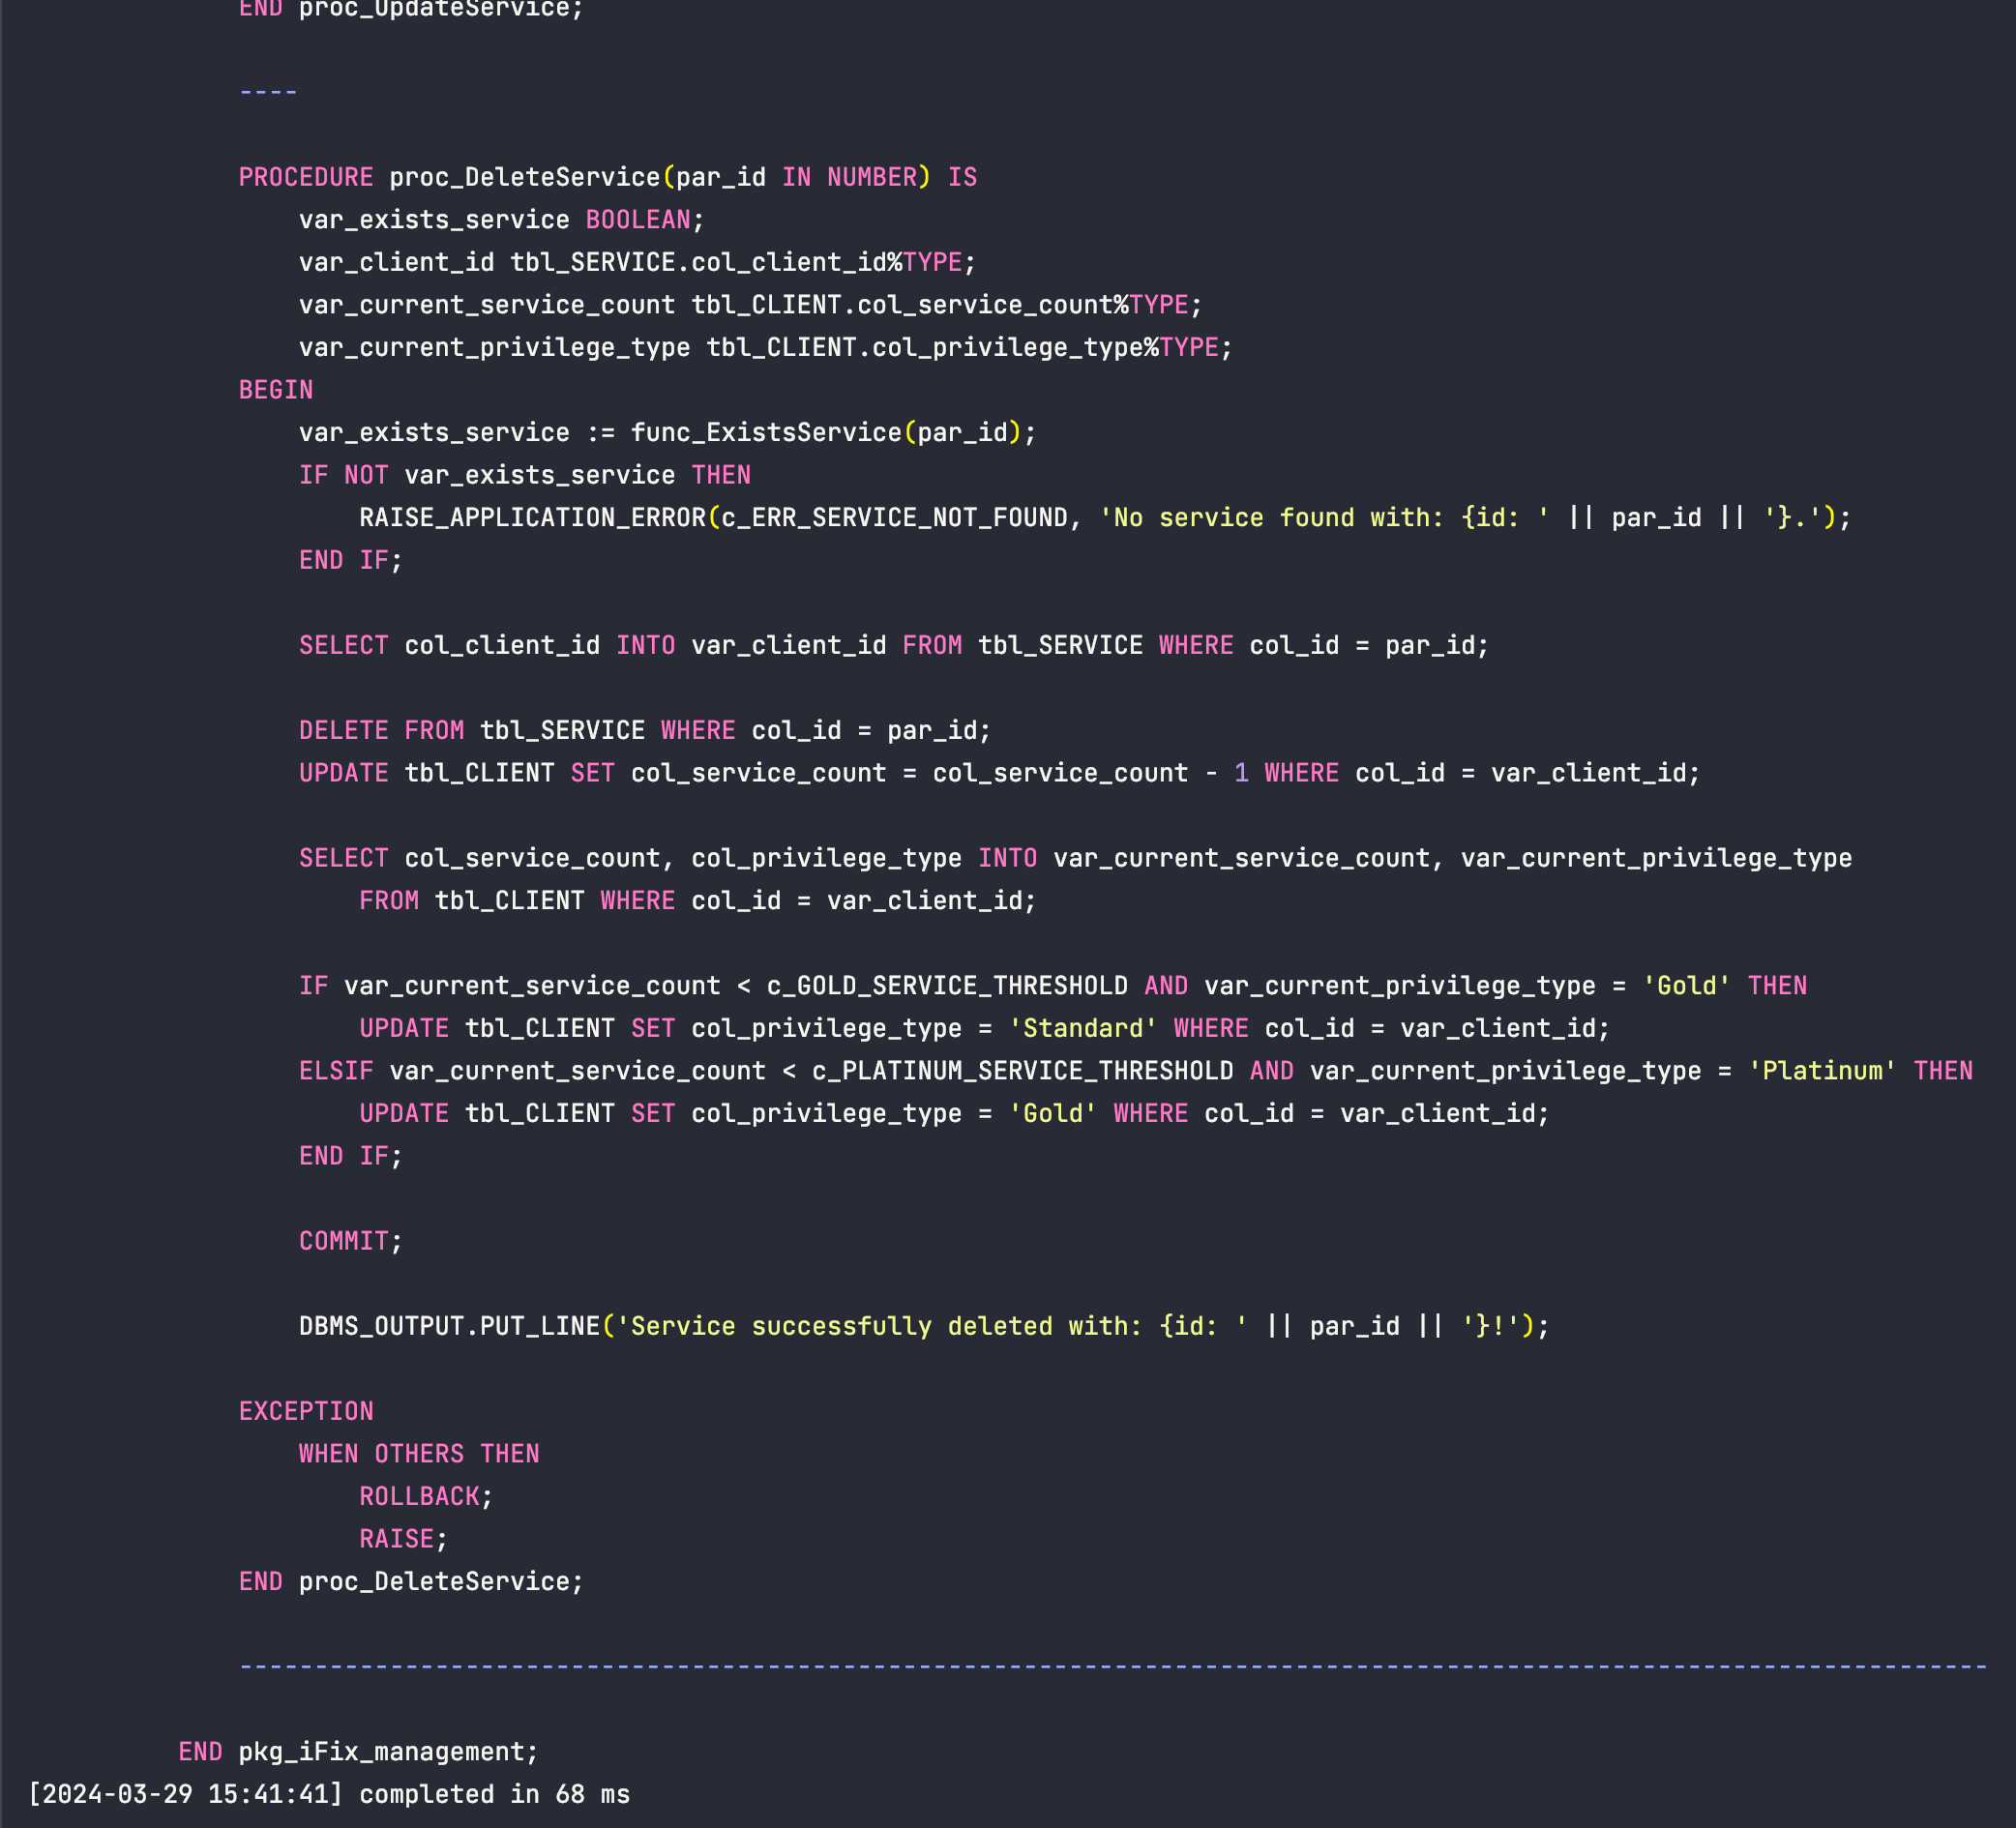 END proc_UpdateService;
----
PROCEDURE proc_DeleteService(par_id IN NUMBER) IS
var_exists_service BOOLEAN;
var_client_id tbl_SERVICE.col_client_id%TYPE;
var_current_service_count tbl_CLIENT.col_service_count%TYPE;
var_current_privilege_type tbl_CLIENT.col_privilege_type%TYPE;
BEGIN
var_exists_service := func_ExistsService(par_id);
IF NOT var_exists_service THEN
RAISE_APPLICATION_ERROR(c_ERR_SERVICE_NOT_FOUND, 'No service found with: {id: ' || par_id || '}.');
END IF;
SELECT col_client_id INTO var_client_id FROM tbl_SERVICE WHERE col_id = par_id;
DELETE FROM tbl_SERVICE WHERE col_id = par_id;
UPDATE tbl_CLIENT SET col_service_count = col_service_count - 1 WHERE col_id = var_client_id;
SELECT col_service_count, col_privilege_type INTO var_current_service_count, var_current_privilege_type
FROM tbl_CLIENT WHERE col_id = var_client_id;
IF var_current_service_count < c_GOLD_SERVICE_THRESHOLD AND var_current_privilege_type = 'Gold' THEN
UPDATE tbl_CLIENT SET col_privilege_type = 'Standard' WHERE col_id = var_client_id;
ELSIF var_current_service_count < c_PLATINUM_SERVICE_THRESHOLD AND var_current_privilege_type = 'Platinum' THEN
UPDATE tbl_CLIENT SET col_privilege_type = 'Gold' WHERE col_id = var_client_id;
END IF;
COMMIT;
DBMS_OUTPUT.PUT_LINE('Service successfully deleted with: {id: ' || par_id || '}!');
EXCEPTION
WHEN OTHERS THEN
ROLLBACK;
RAISE;
END proc_DeleteService;
--------------------------------------------------------------------------------------------------------------------
END pkg_iFix_management;
[2024-03-29 15:41:41] completed in 68 ms